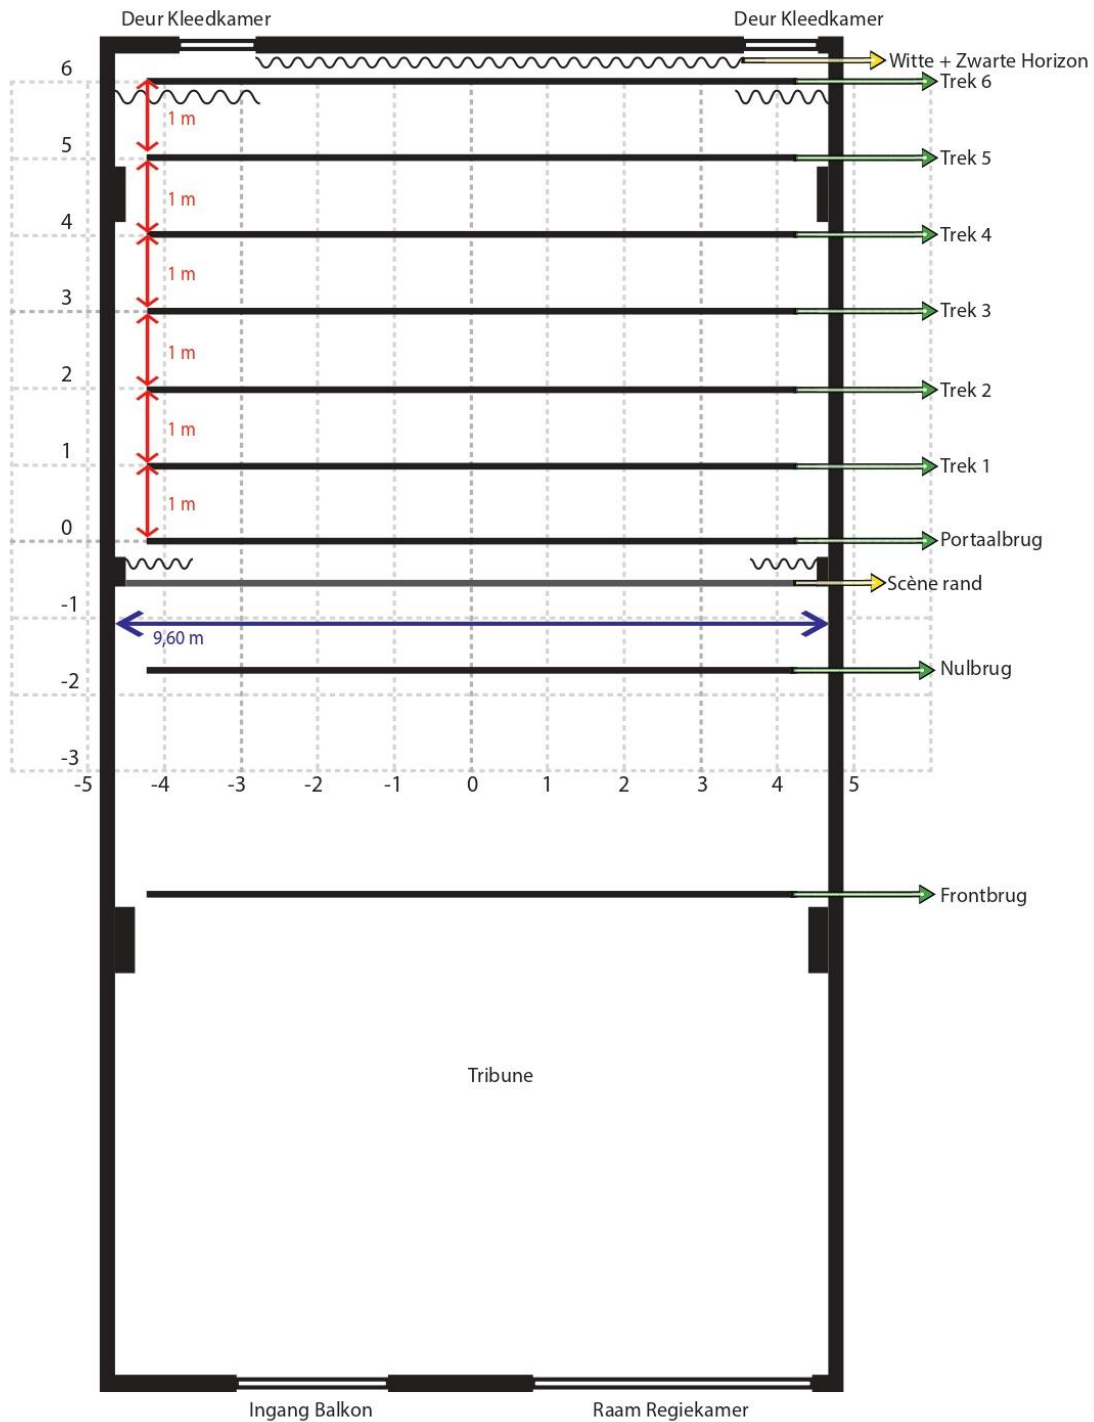 Deur Kleedkamer
Deur Kleedkamer
Witte + Zwarte Horizon
6
Trek 6
1 m
5
Trek 5
1 m
4
Trek 4
1 m
3
Trek 3
1 m
2
Trek 2
1 m
1
Trek 1
1 m
0
Portaalbrug
Scène rand
-1
9,60 m
Nulbrug
-2
-3
-5 -4 -3 -2 -1 0 1 2 3 4 5
Frontbrug
Tribune
Ingang Balkon
Raam Regiekamer